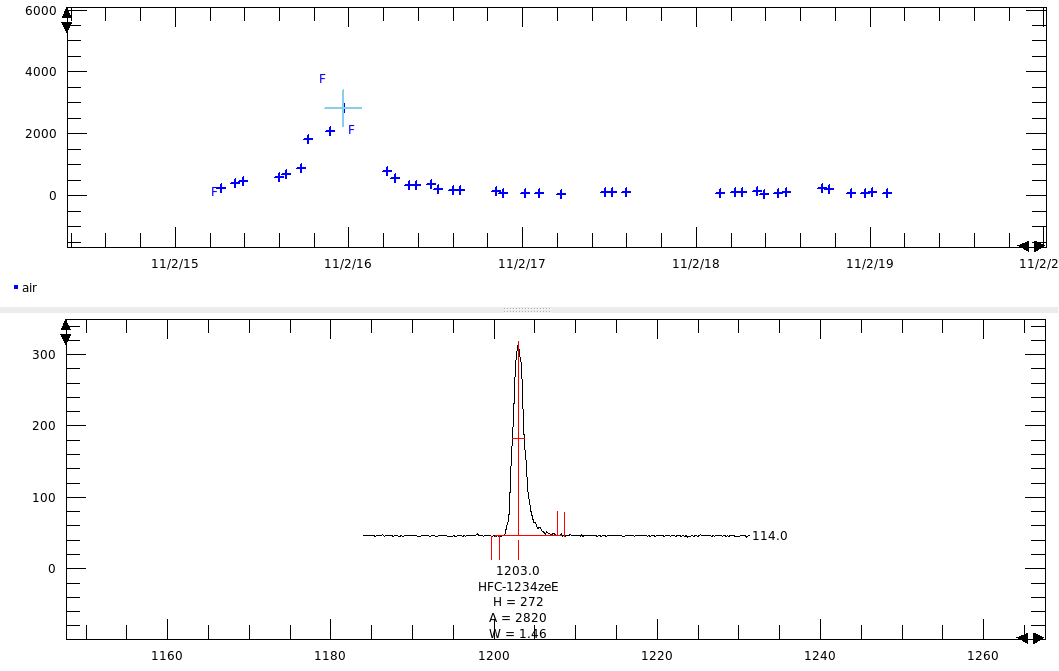 6000
4000
2000
0
F
F
F
11/2/15 11/2/16 11/2/17 11/2/18 11/2/19 11/2/2
air
300
200
100
0
114.0
1203.0
HFC-1234zeE
H = 272
A = 2820
W = 1.46
1160 1180 1200 1220 1240 1260